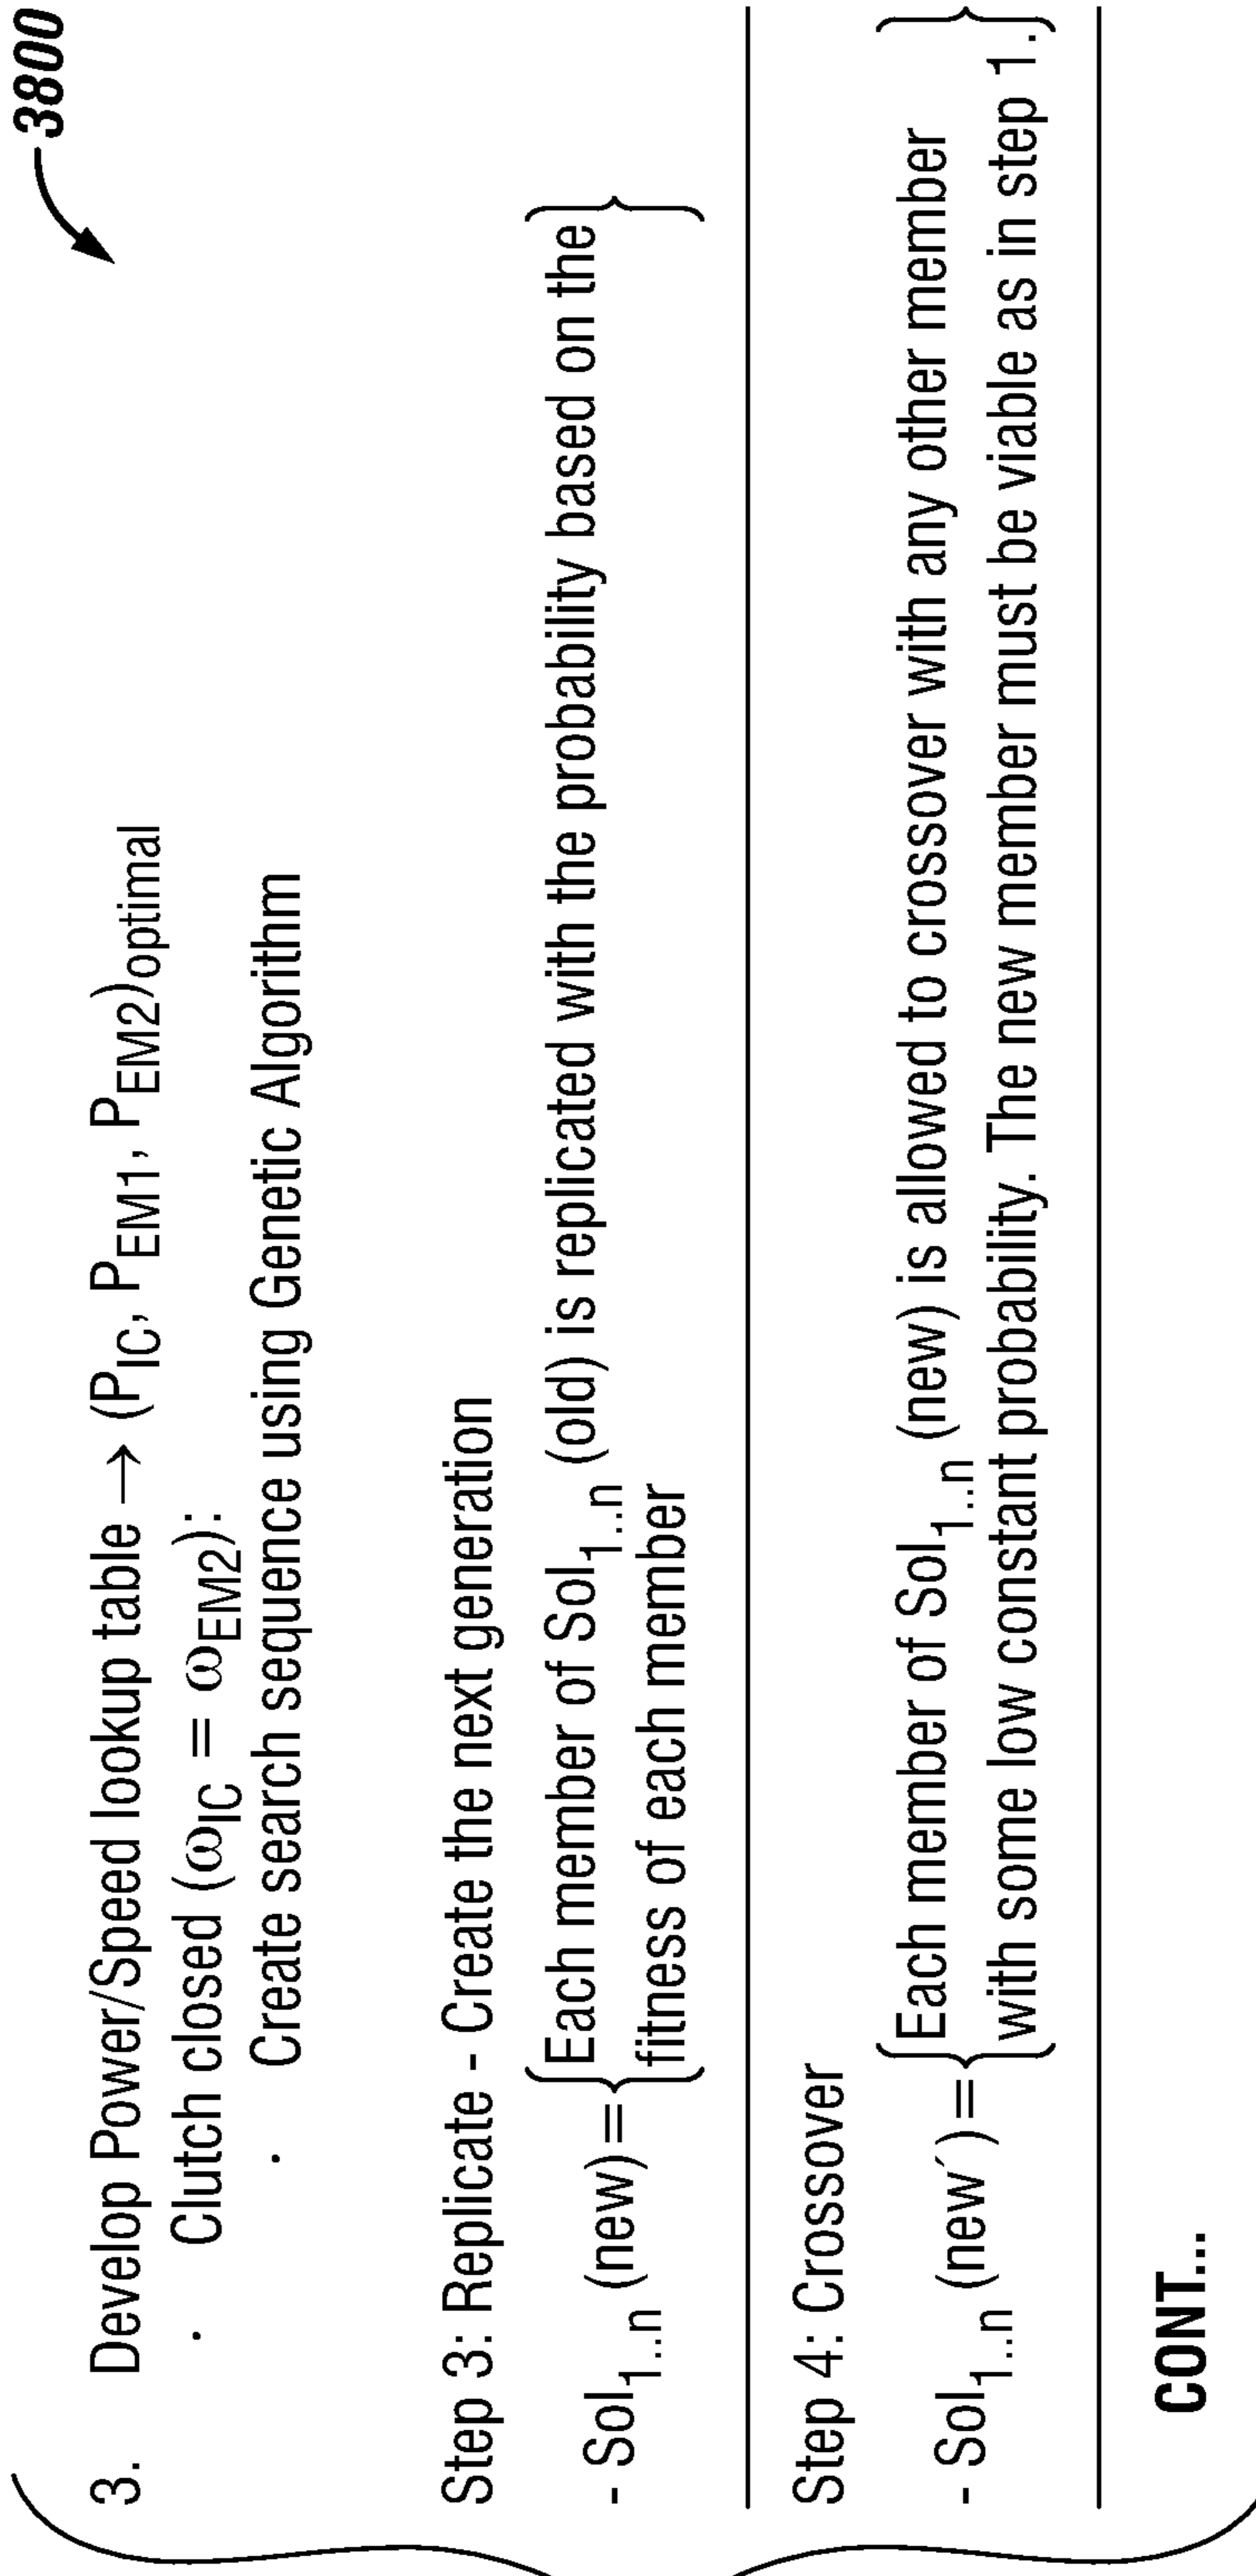 3800
3. Develop Power/Speed lookup table → (P_IC, P_EM1, P_EM2)optimal
· Clutch closed (ω_IC = ω_EM2):
· Create search sequence using Genetic Algorithm
Step 3: Replicate - Create the next generation
- Sol_1..n (new) = {Each member of Sol_1..n (old) is replicated with the probability based on the
fitness of each member}
Step 4: Crossover
- Sol_1..n (new´) = {Each member of Sol_1..n (new) is allowed to crossover with any other member
with some low constant probability. The new member must be viable as in step 1.}
CONT...